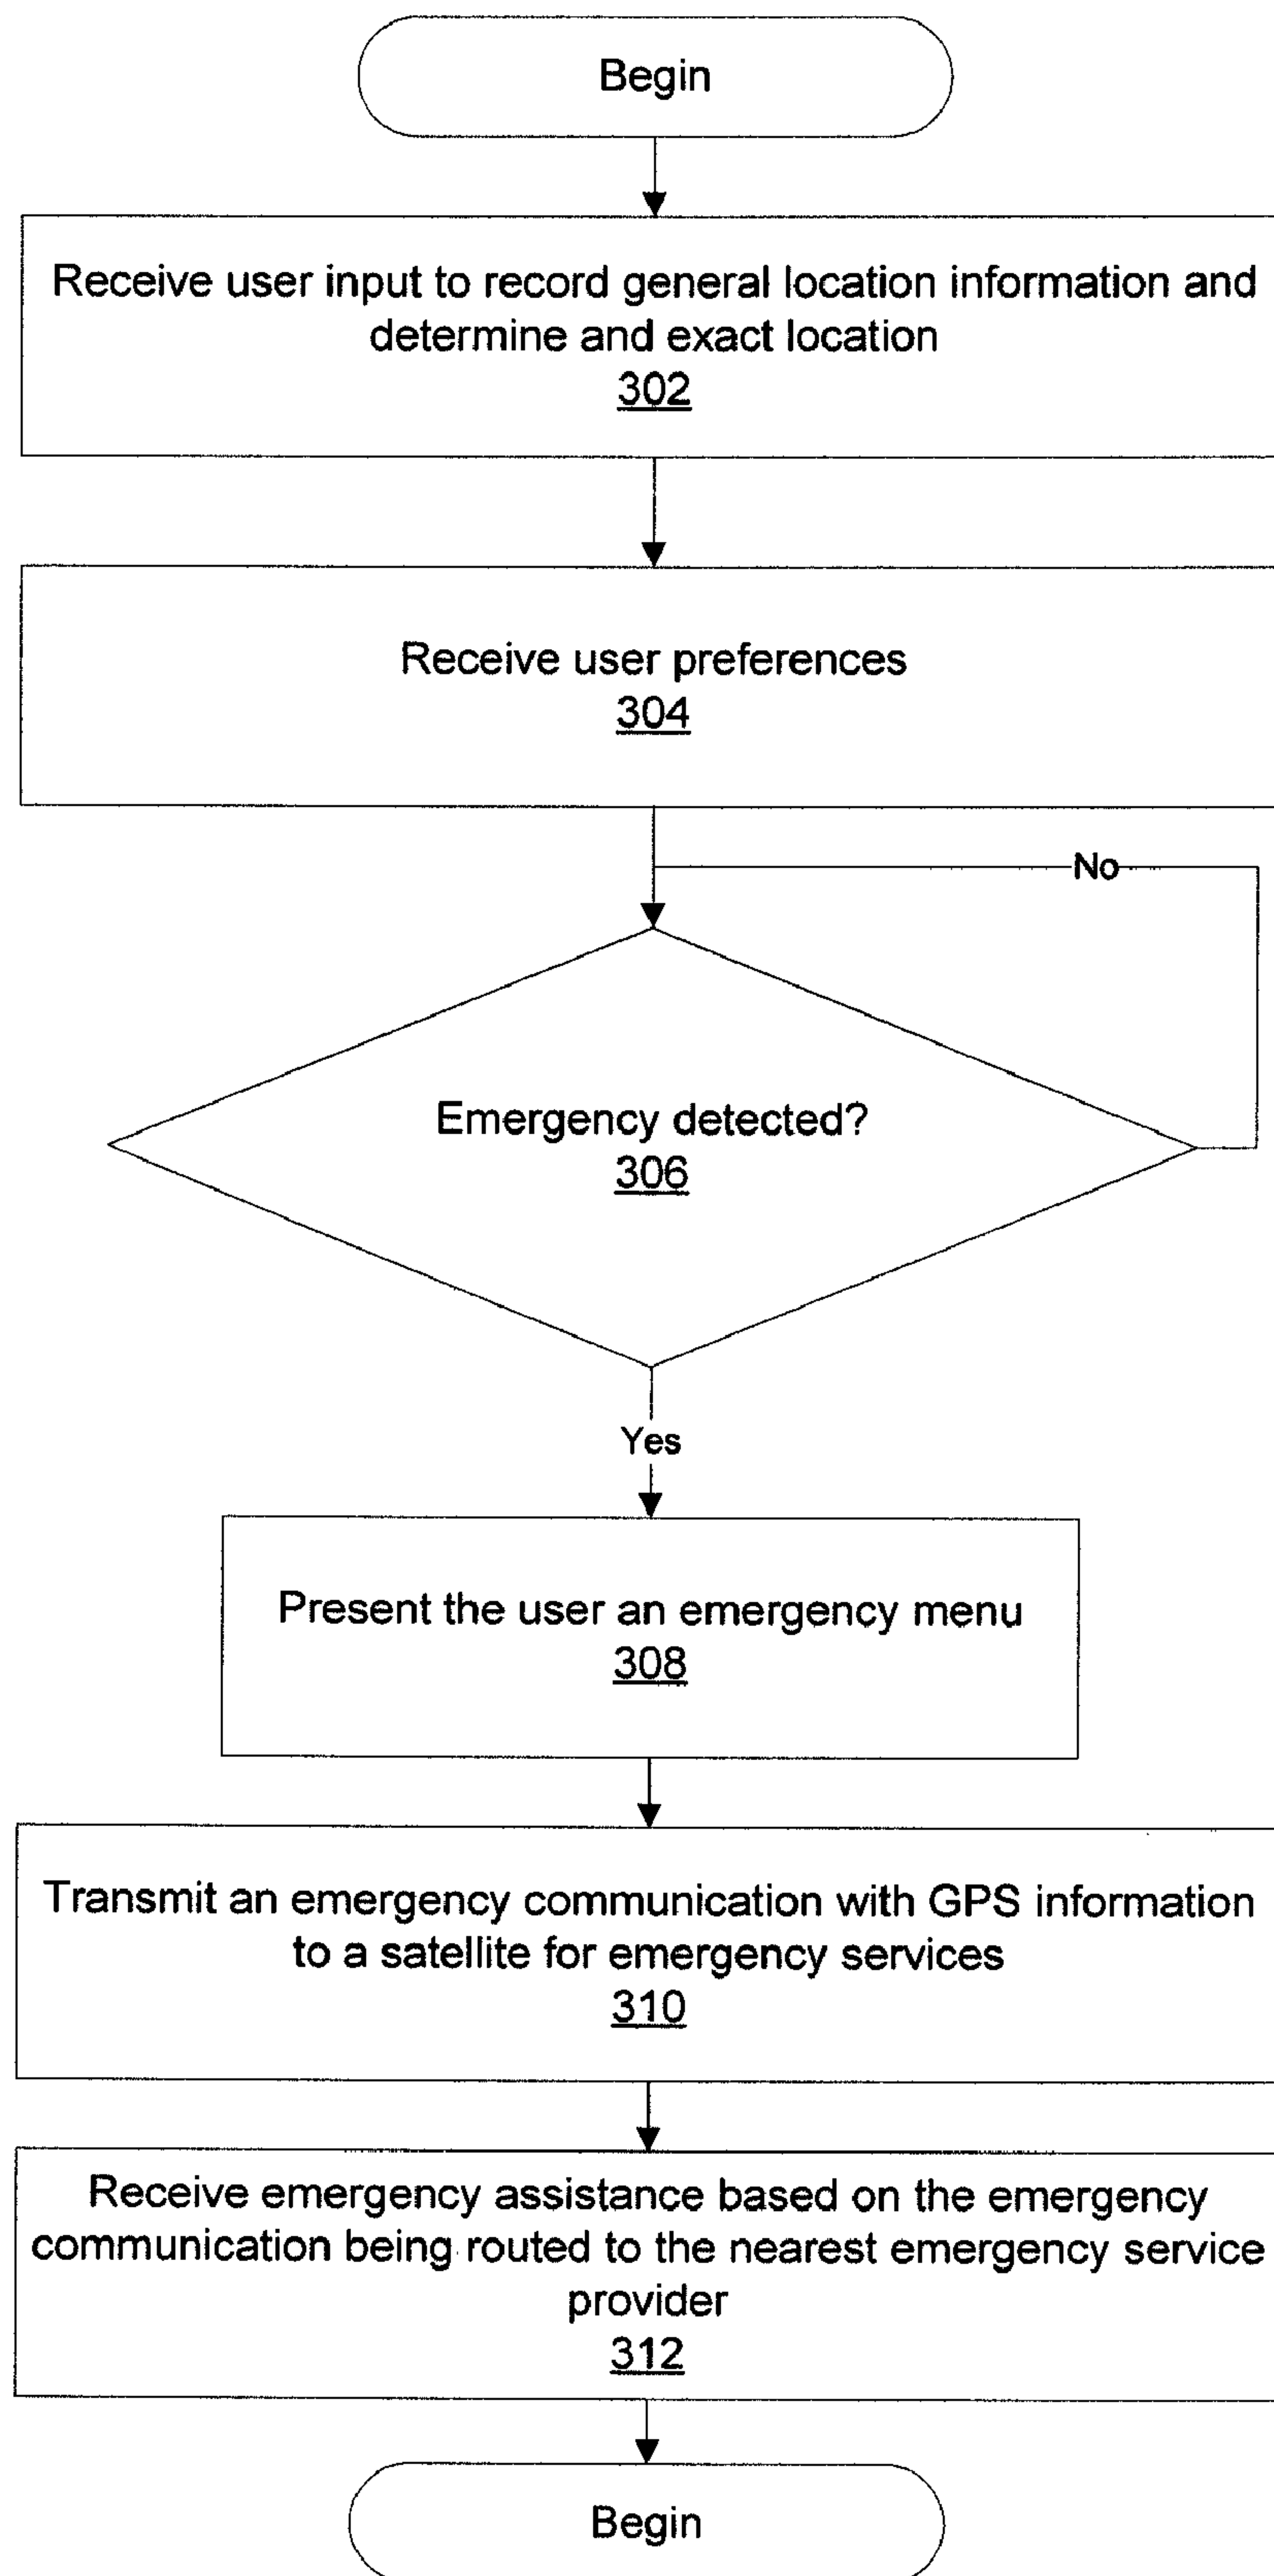 Begin
Receive user input to record general location information and
determine and exact location
302
Receive user preferences
304
No
Emergency detected?
306
Yes
Present the user an emergency menu
308
Transmit an emergency communication with GPS information
to a satellite for emergency services
310
Receive emergency assistance based on the emergency
communication being routed to the nearest emergency service
provider
312
Begin